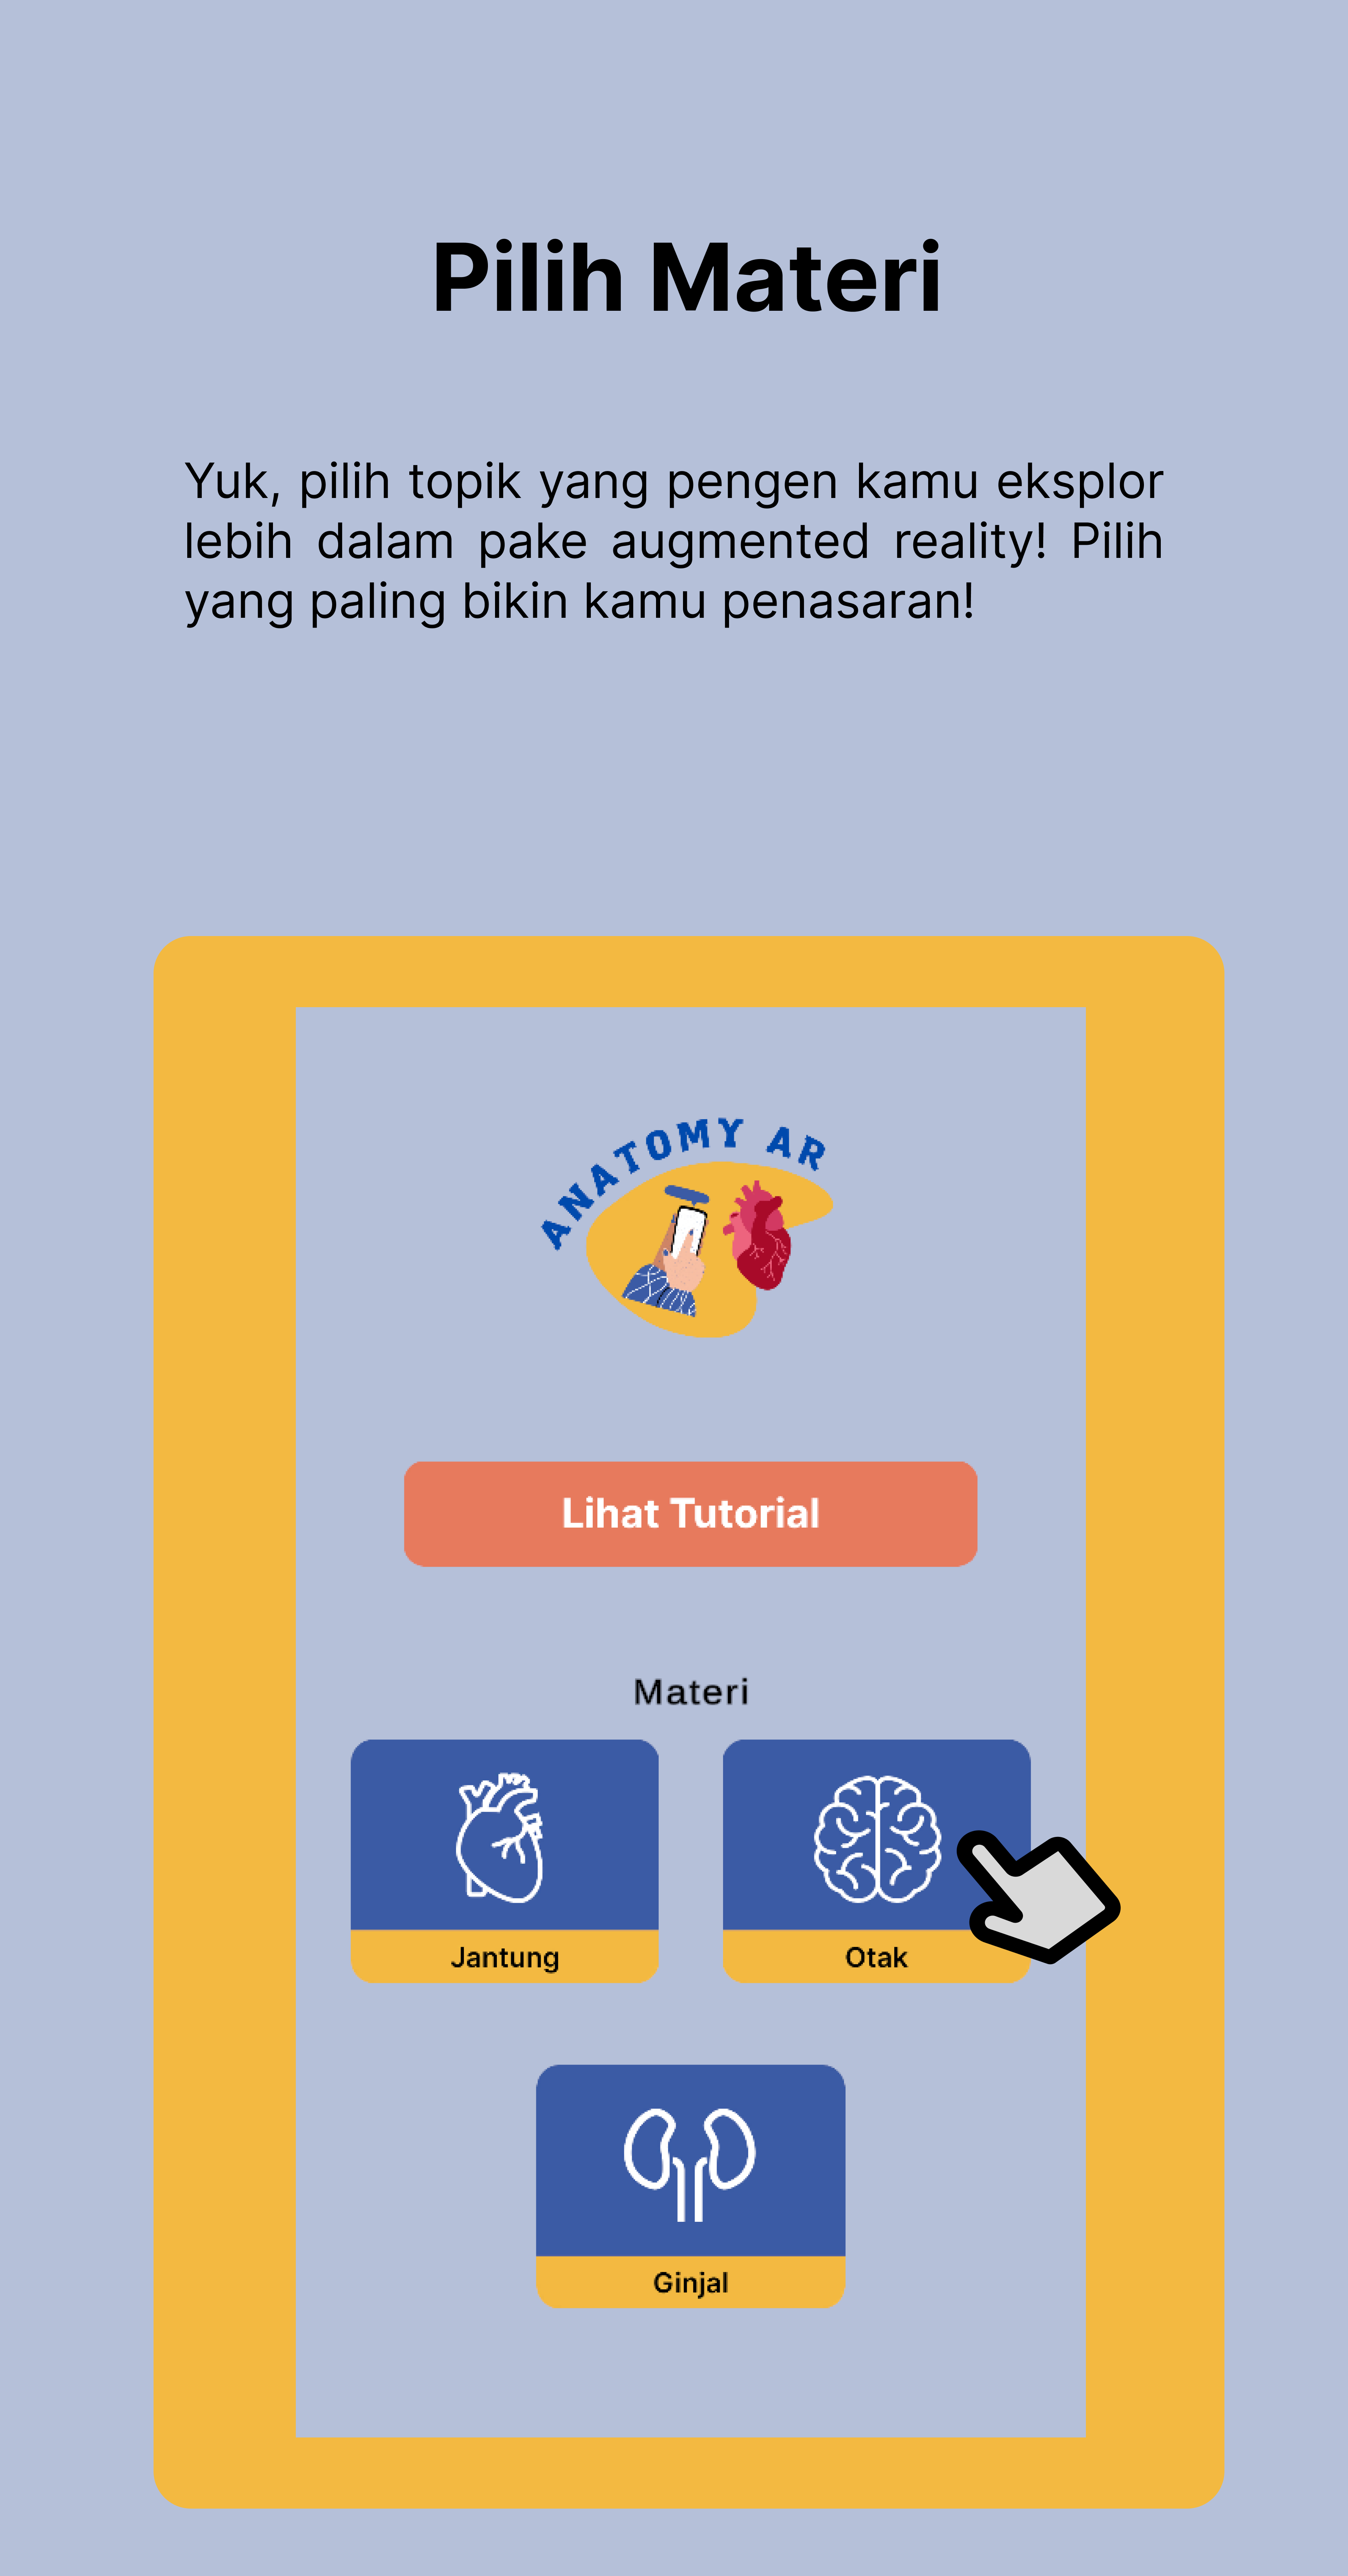 Pilih Materi
Yuk, pilih topik yang pengen kamu eksplor
lebih dalam pake augmented reality! Pilih
yang paling bikin kamu penasaran!
ANATOMY AR
Lihat Tutorial
Materi
Jantung
Otak
Ginjal